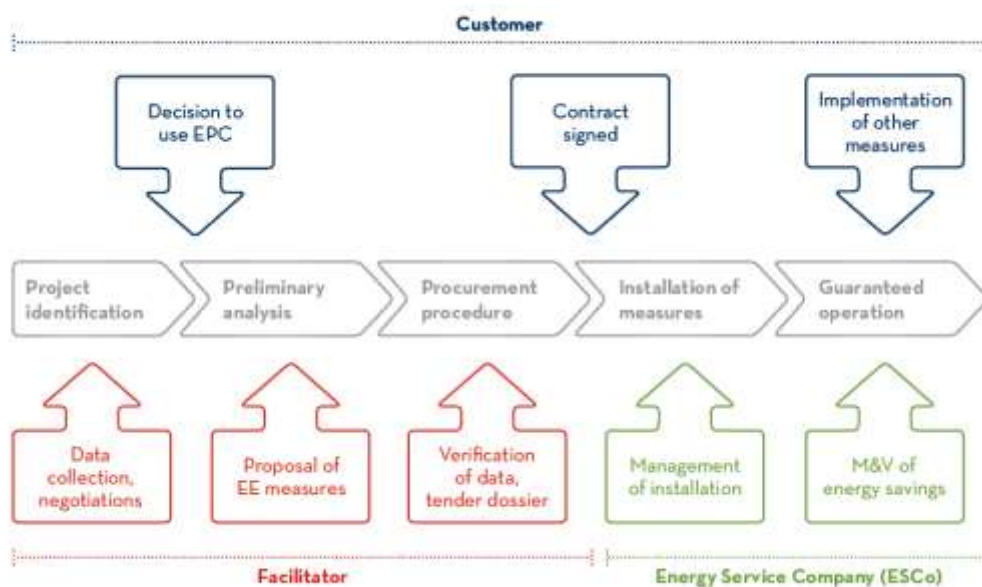 Customer
Decision to
use EPC
Contract
signed
Implementation
of other
measures
Project
identification
Preliminary
analysis
Procurement
procedure
Installation of
measures
Guaranteed
operation
Data
collection,
negotiations
Proposal of
EE measures
Verification
of data,
tender dossier
Management
of installation
M&V of
energy savings
Facilitator
Energy Service Company (ESCo)